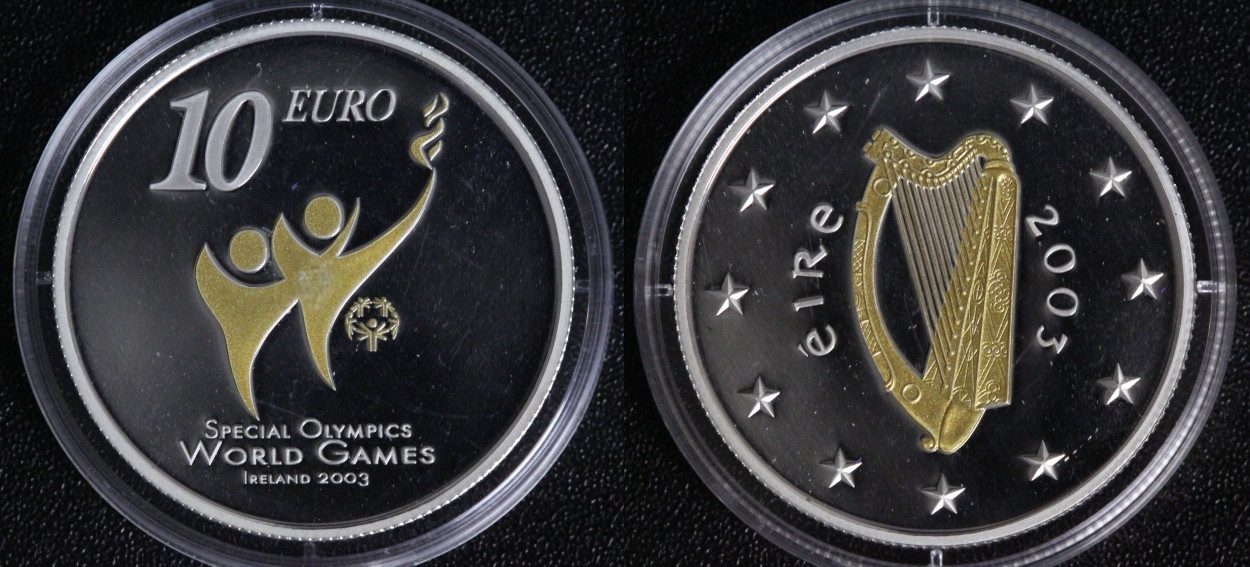 10 EURO
SPECIAL OLYMPICS
WORLD GAMES
IRELAND 2003
éIRe
2003